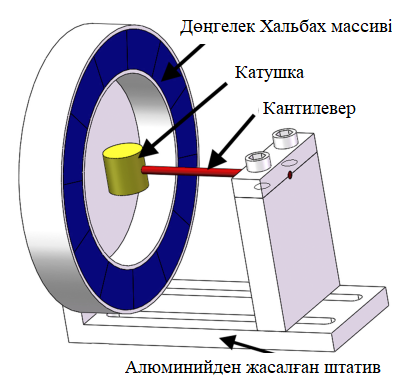 Дөңгелек Хальбах массиві
Катушка
Кантилевер
Алюминийден жасалған штатив